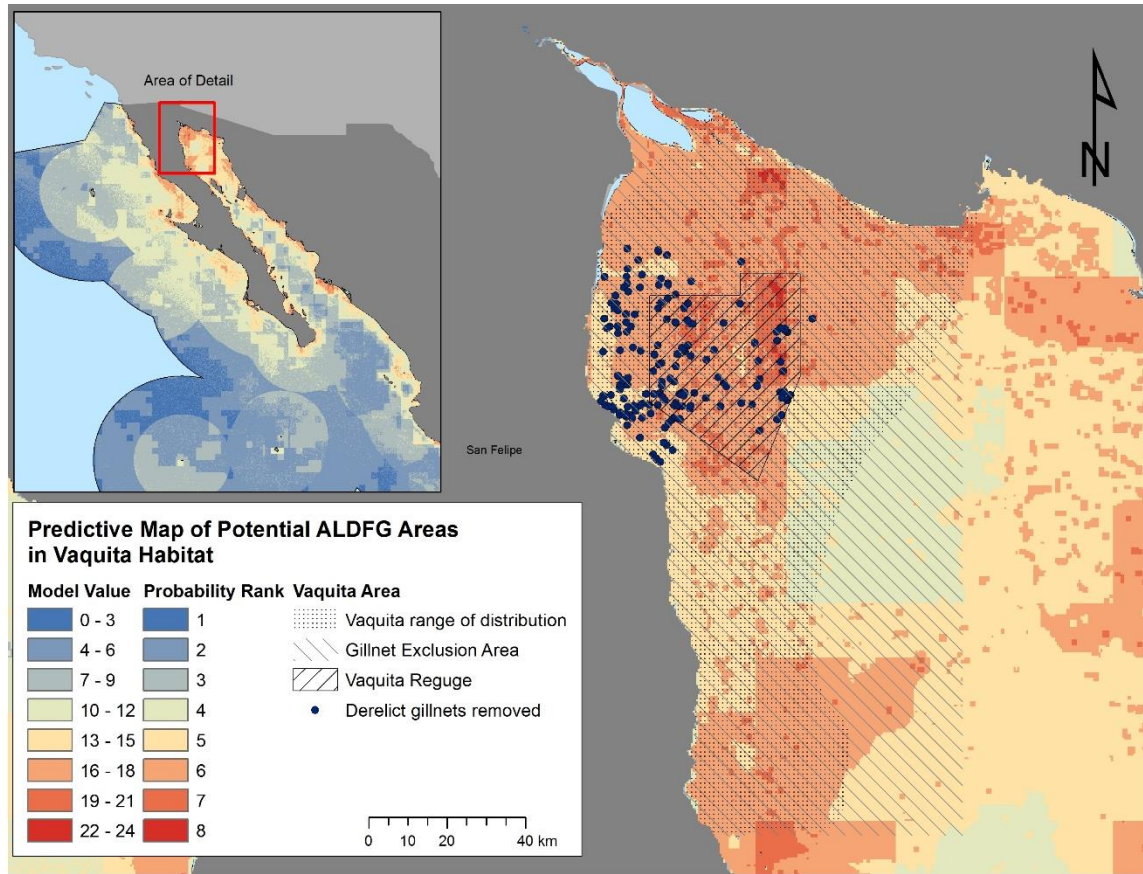 Area of Detail
N
San Felipe
Predictive Map of Potential ALDFG Areas
in Vaquita Habitat
Model Value Probability Rank Vaquita Area
0 - 3 1
4 - 6 2
7 - 9 3
10 - 12 4
13 - 15 5
16 - 18 6
19 - 21 7
22 - 24 8
Vaquita range of distribution
Gillnet Exclusion Area
Vaquita Reguge
Derelict gillnets removed
0 10 20 40 km